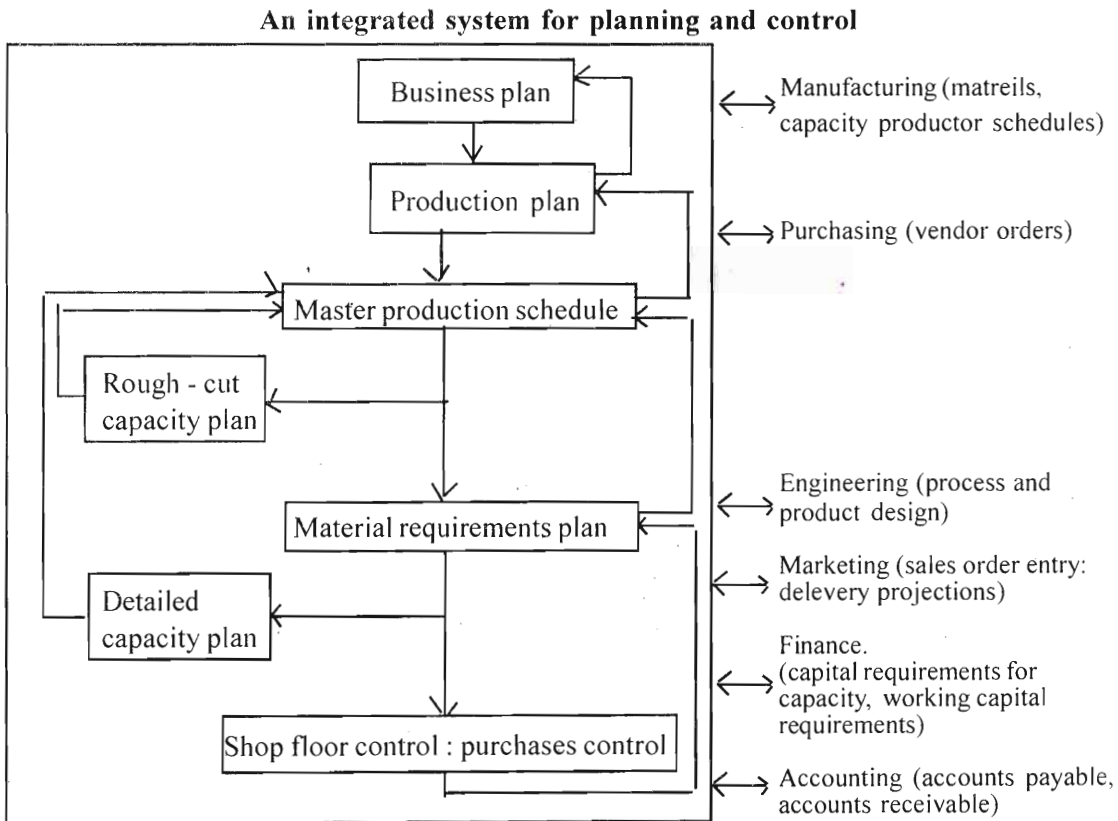 An integrated system for planning and control
Business plan
Manufacturing (matreils,
capacity productor schedules)
Production plan
Purchasing (vendor orders)
Master production schedule
Rough - cut
capacity plan
Engineering (process and
product design)
Material requirements plan
Marketing (sales order entry:
delevery projections)
Detailed
capacity plan
Finance.
(capital requirements for
capacity, working capital
requirements)
Shop floor control : purchases control
Accounting (accounts payable,
accounts receivable)